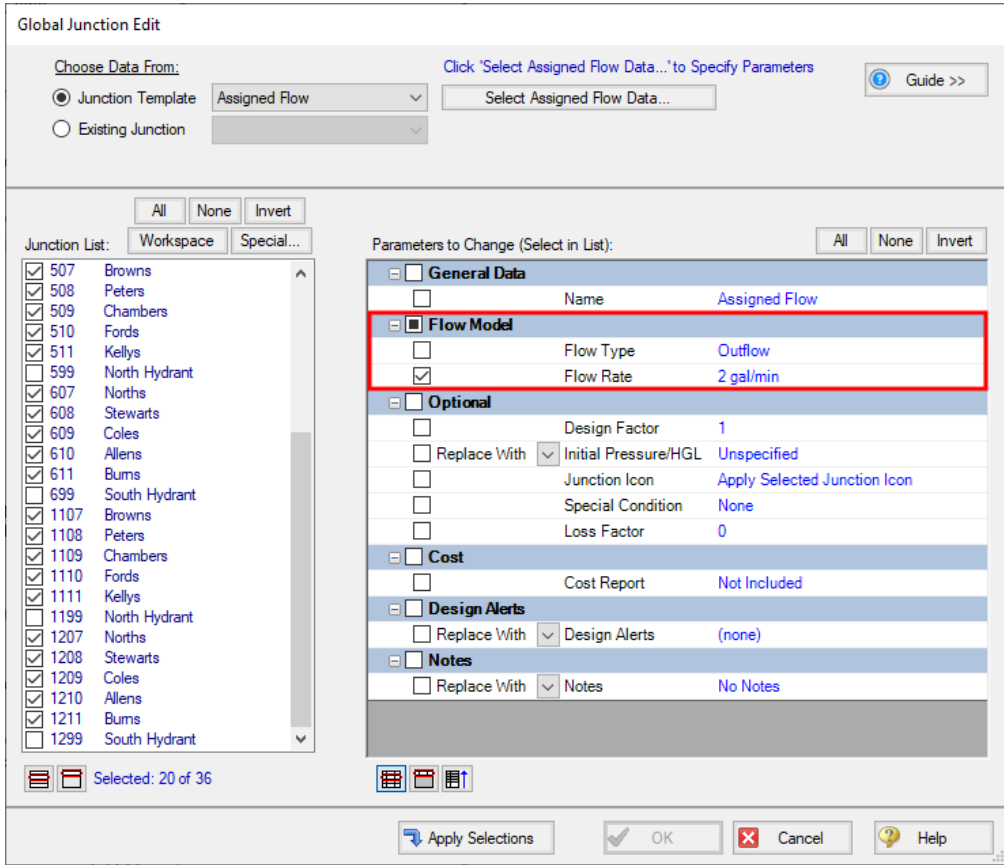 Global Junction Edit
Choose Data From:
Click 'Select Assigned Flow Data...' to Specify Parameters
Guide >>
Junction Template
Assigned Flow
Select Assigned Flow Data...
Existing Junction
All None Invert
Junction List: Workspace Special...
507 Browns
508 Peters
509 Chambers
510 Fords
511 Kellys
599 North Hydrant
607 Norths
608 Stewarts
609 Coles
610 Allens
611 Burns
699 South Hydrant
1107 Browns
1108 Peters
1109 Chambers
1110 Fords
1111 Kellys
1199 North Hydrant
1207 Norths
1208 Stewarts
1209 Coles
1210 Allens
1211 Burns
1299 South Hydrant
Selected: 20 of 36
Parameters to Change (Select in List): All None Invert
General Data
Name Assigned Flow
Flow Model
Flow Type Outflow
Flow Rate 2 gal/min
Optional
Design Factor 1
Replace With Initial Pressure/HGL Unspecified
Junction Icon Apply Selected Junction Icon
Special Condition None
Loss Factor 0
Cost
Cost Report Not Included
Design Alerts
Replace With Design Alerts (none)
Notes
Replace With Notes No Notes
Apply Selections OK Cancel Help